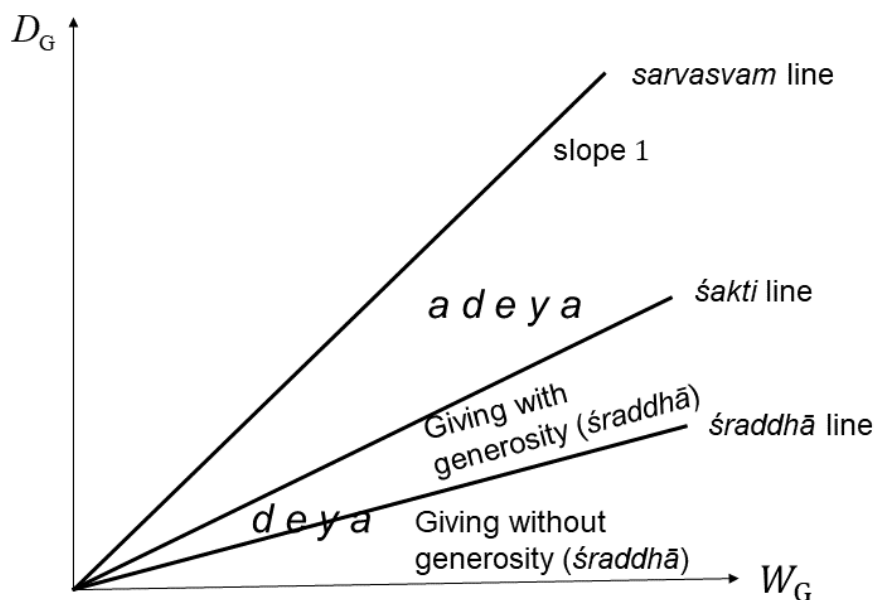 D_G
sarvasvam line
slope 1
a d e y a
śakti line
Giving with
generosity (śraddhā)
śraddhā line
d e y a
Giving without
generosity (śraddhā)
W_G